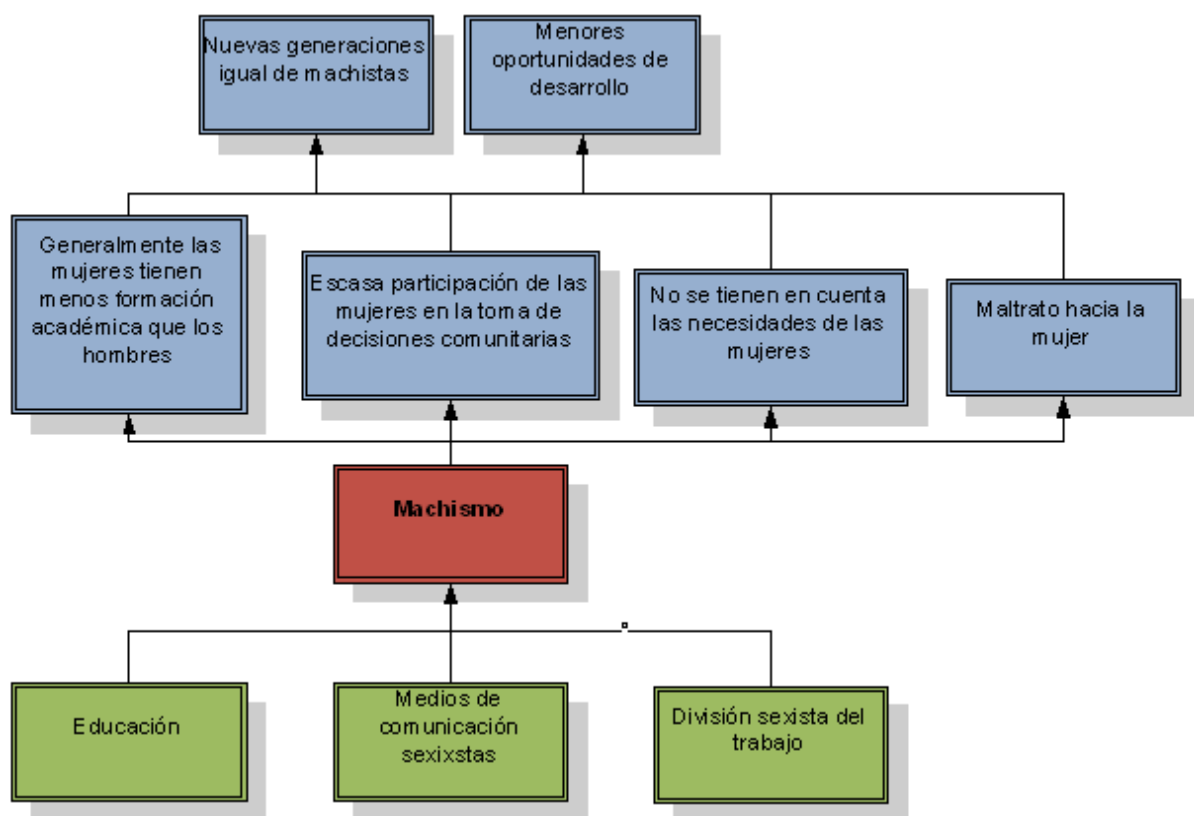 Nuevas generaciones
igual de machistas
Menores
oportunidades de
desarrollo
Generalmente las
mujeres tienen
menos formación
académica que los
hombres
Escasa participación de las
mujeres en la toma de
decisiones comunitarias
No se tienen en cuenta
las necesidades de las
mujeres
Maltrato hacia la
mujer
Machismo
Educación
Medios de
comunicación
sexixstas
División sexista del
trabajo